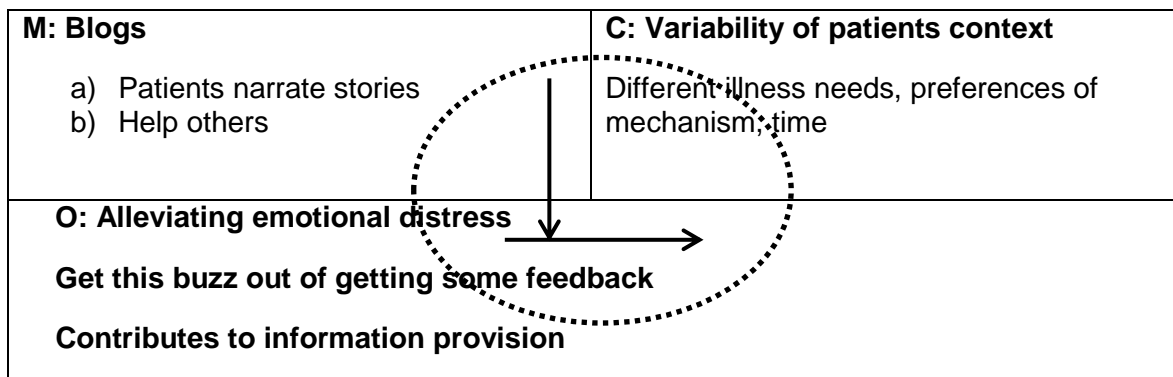 M: Blogs
a) Patients narrate stories
b) Help others
C: Variability of patients context
Different illness needs, preferences of
mechanism, time
O: Alleviating emotional distress
Get this buzz out of getting some feedback
Contributes to information provision